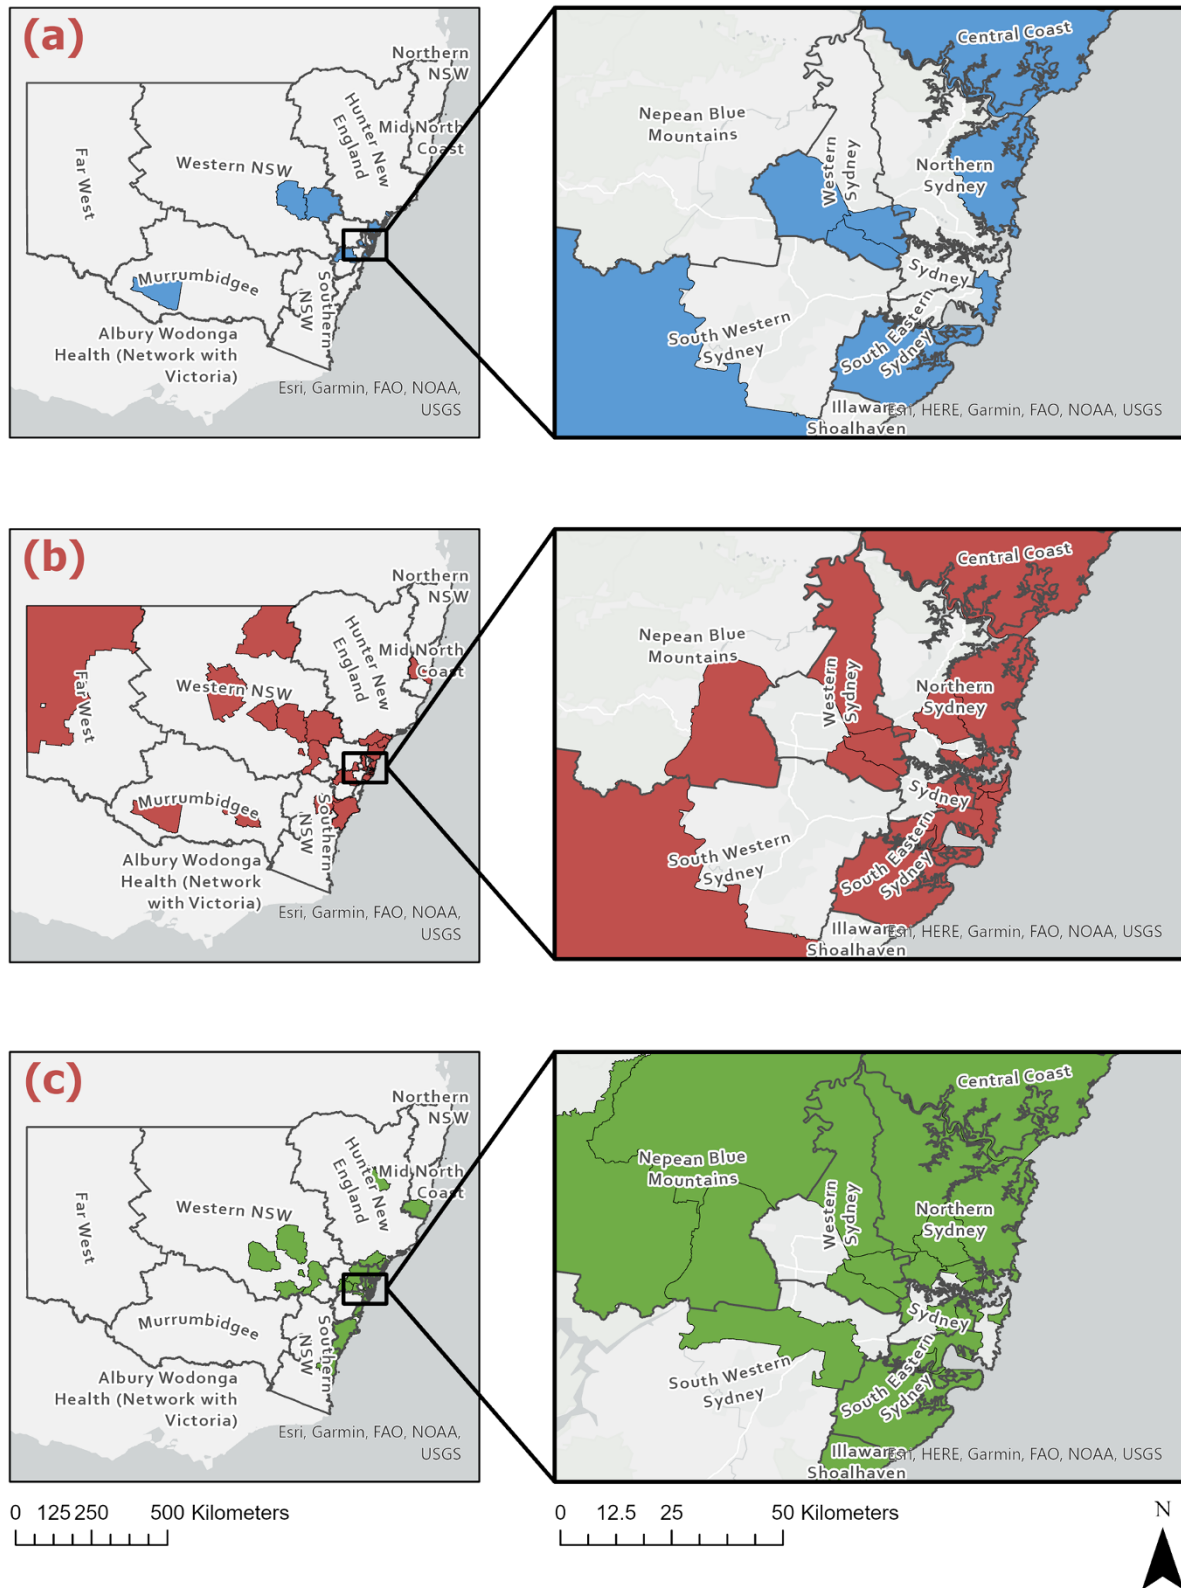 (a)
Northern
NSW
Hunter New
England
Mid North
Coast
Western NSW
Far West
Murrumbidgee
Southern
NSW
Albury Wodonga
Health (Network with
Victoria)
Esri, Garmin, FAO, NOAA,
USGS
Central Coast
Nepean Blue
Mountains
Western
Sydney
Northern
Sydney
Sydney
South Western
Sydney
South Eastern
Sydney
Illawarra
Shoalhaven
Esri, HERE, Garmin, FAO, NOAA, USGS
(b)
Northern
NSW
Hunter New
England
Mid North
Coast
Western NSW
Far West
Murrumbidgee
Southern
NSW
Albury Wodonga
Health (Network
with Victoria)
Esri, Garmin, FAO, NOAA,
USGS
Central Coast
Nepean Blue
Mountains
Western
Sydney
Northern
Sydney
Sydney
South Western
Sydney
South Eastern
Sydney
Illawarra
Shoalhaven
Esri, HERE, Garmin, FAO, NOAA, USGS
(c)
Northern
NSW
Hunter New
England
Mid North
Coast
Western NSW
Far West
Murrumbidgee
Southern
NSW
Albury Wodonga
Health (Network with
Victoria)
Esri, Garmin, FAO, NOAA,
USGS
Central Coast
Nepean Blue
Mountains
Western
Sydney
Northern
Sydney
Sydney
South Western
Sydney
South Eastern
Sydney
Illawarra
Shoalhaven
Esri, HERE, Garmin, FAO, NOAA, USGS
0 125 250 500 Kilometers
0 12.5 25 50 Kilometers
N